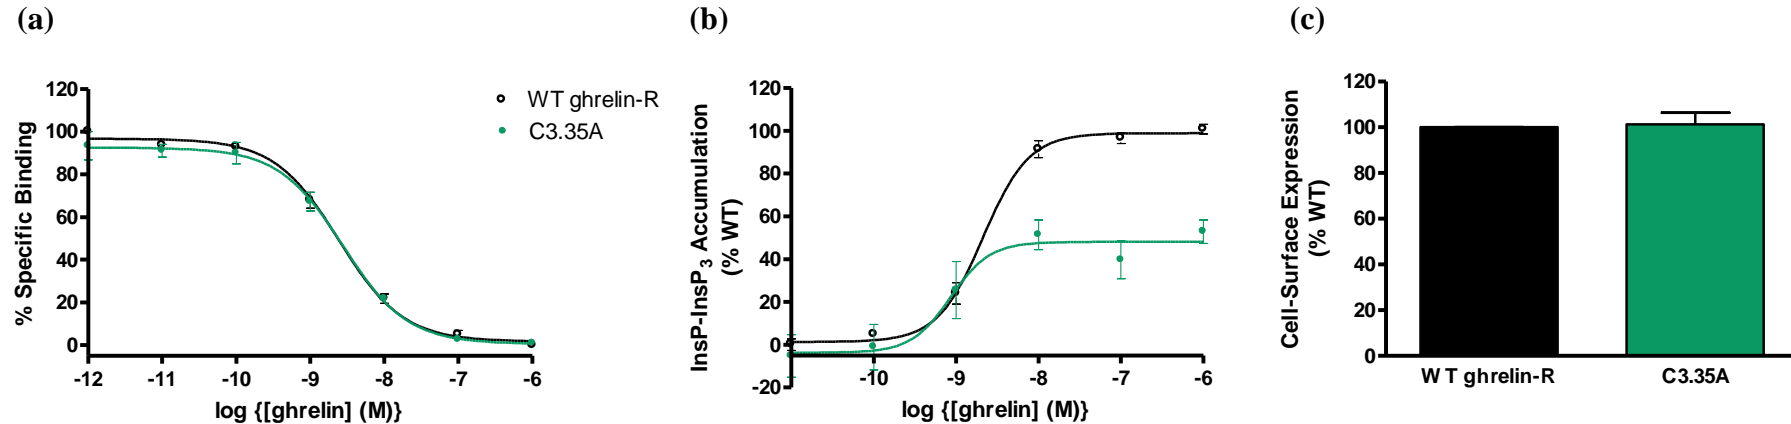 (a)
(b)
(c)
% Specific Binding
120
100
80
60
40
20
0
-12
-11
-10
-9
-8
-7
-6
log {[ghrelin] (M)}
WT ghrelin-R
C3.35A
InsP-InsP3 Accumulation
(% WT)
120
100
80
60
40
20
0
-20
-10
-9
-8
-7
-6
log {[ghrelin] (M)}
Cell-Surface Expression
(% WT)
120
100
80
60
40
20
0
WT ghrelin-R
C3.35A